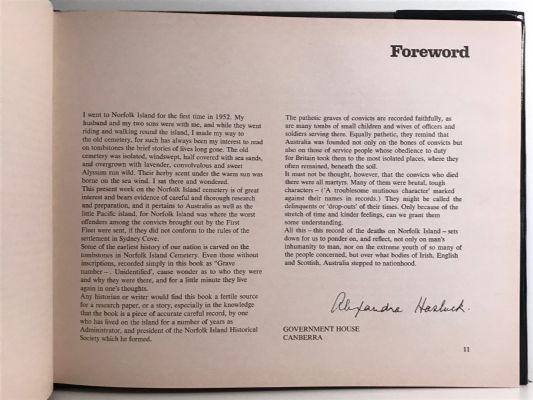 Foreword
I went to Norfolk Island for the first time in 1952. My
husband and my two sons were with me, and while they went
riding and walking round the island, I made my way to
the old cemetery, for such has always been my interest to read
on tombstones the brief stories of lives long gone. The old
cemetery was isolated, windswept, half covered with sea sands,
and overgrown with lavender, convolvulous and sweet
Alyssum run wild. Their herby scent under the warm sun was
borne on the sea wind. I sat there and wondered.
This present work on the Norfolk Island cemetery is of great
interest and bears evidence of careful and thorough research
and preparation, and it pertains to Australia as well as the
little Pacific island, for Norfolk Island was where the worst
offenders among the convicts brought out by the First
Fleet were sent, if they did not conform to the rules of the
settlement in Sydney Cove.
Some of the earliest history of our nation is carved on the
tombstones in Norfolk Island Cemetery. Even those without
inscriptions, recorded simply in this book as "Grave
number – . Unidentified', cause wonder as to who they were
and why they were there, and for a little minute they live
again in one's thoughts.
Any historian or writer would find this book a fertile source
for a research paper, or a story, especially in the knowledge
that the book is a piece of accurate careful record, by one
who has lived on the island for a number of years as
Administrator, and president of the Norfolk Island Historical
Society which he formed.
The pathetic graves of convicts are recorded faithfully, as
are many tombs of small children and wives of officers and
soldiers serving there. Equally pathetic, they remind that
Australia was founded not only on the bones of convicts but
also on those of service people whose obedience to duty
for Britain took them to the most isolated places, where they
often remained, beneath the soil.
It must not be thought, however, that the convicts who died
there were all martyrs. Many of them were brutal, tough
characters – ('A troublesome mutinous character' marked
against their names in records.) They might be called the
delinquents or 'drop-outs' of their times. Only because of the
stretch of time and kinder feelings, can we grant them
some understanding.
All this – this record of the deaths on Norfolk Island – sets
down for us to ponder on, and reflect, not only on man's
inhumanity to man, nor on the extreme youth of so many of
the people concerned, but over what bodies of Irish, English
and Scottish, Australia stepped to nationhood.
Alexandra Hasluck.
GOVERNMENT HOUSE
CANBERRA
11